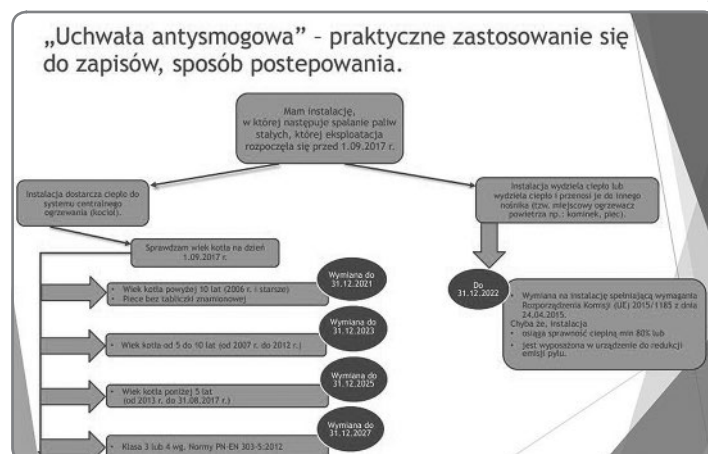 „Uchwała antysmogowa” – praktyczne zastosowanie się
do zapisów, sposób postepowania.
Mam instalację,
w której następuje spalanie paliw
stałych, której eksploatacja
rozpoczęła się przed 1.09.2017 r.
Instalacja dostarcza ciepło do
systemu centralnego
ogrzewania (kocioł).
Instalacja wydziela ciepło lub
wydziela ciepło i przenosi je do innego
nośnika (tzw. miejscowy ogrzewacz
powietrza np.: kominek, piec).
Sprawdzam wiek kotła na dzień
1.09.2017 r.
Wymiana do
31.12.2021
• Wiek kotła powyżej 10 lat (2006 r. i starsze)
• Piece bez tabliczki znamionowej
Wymiana do
31.12.2023
• Wiek kotła od 5 do 10 lat (od 2007 r. do 2012 r.)
Wymiana do
31.12.2025
• Wiek kotła poniżej 5 lat
(od 2013 r. do 31.08.2017 r.)
Wymiana do
31.12.2027
• Klasa 3 lub 4 wg. Normy PN-EN 303-5:2012
Do
31.12.2022
• Wymiana na instalację spełniającą wymagania
Rozporządzenia Komisji (UE) 2015/1185 z dnia
24.04.2015.
Chyba że, instalacja
• osiąga sprawność cieplną min 80% lub
• jest wyposażona w urządzenie do redukcji
emisji pyłu.